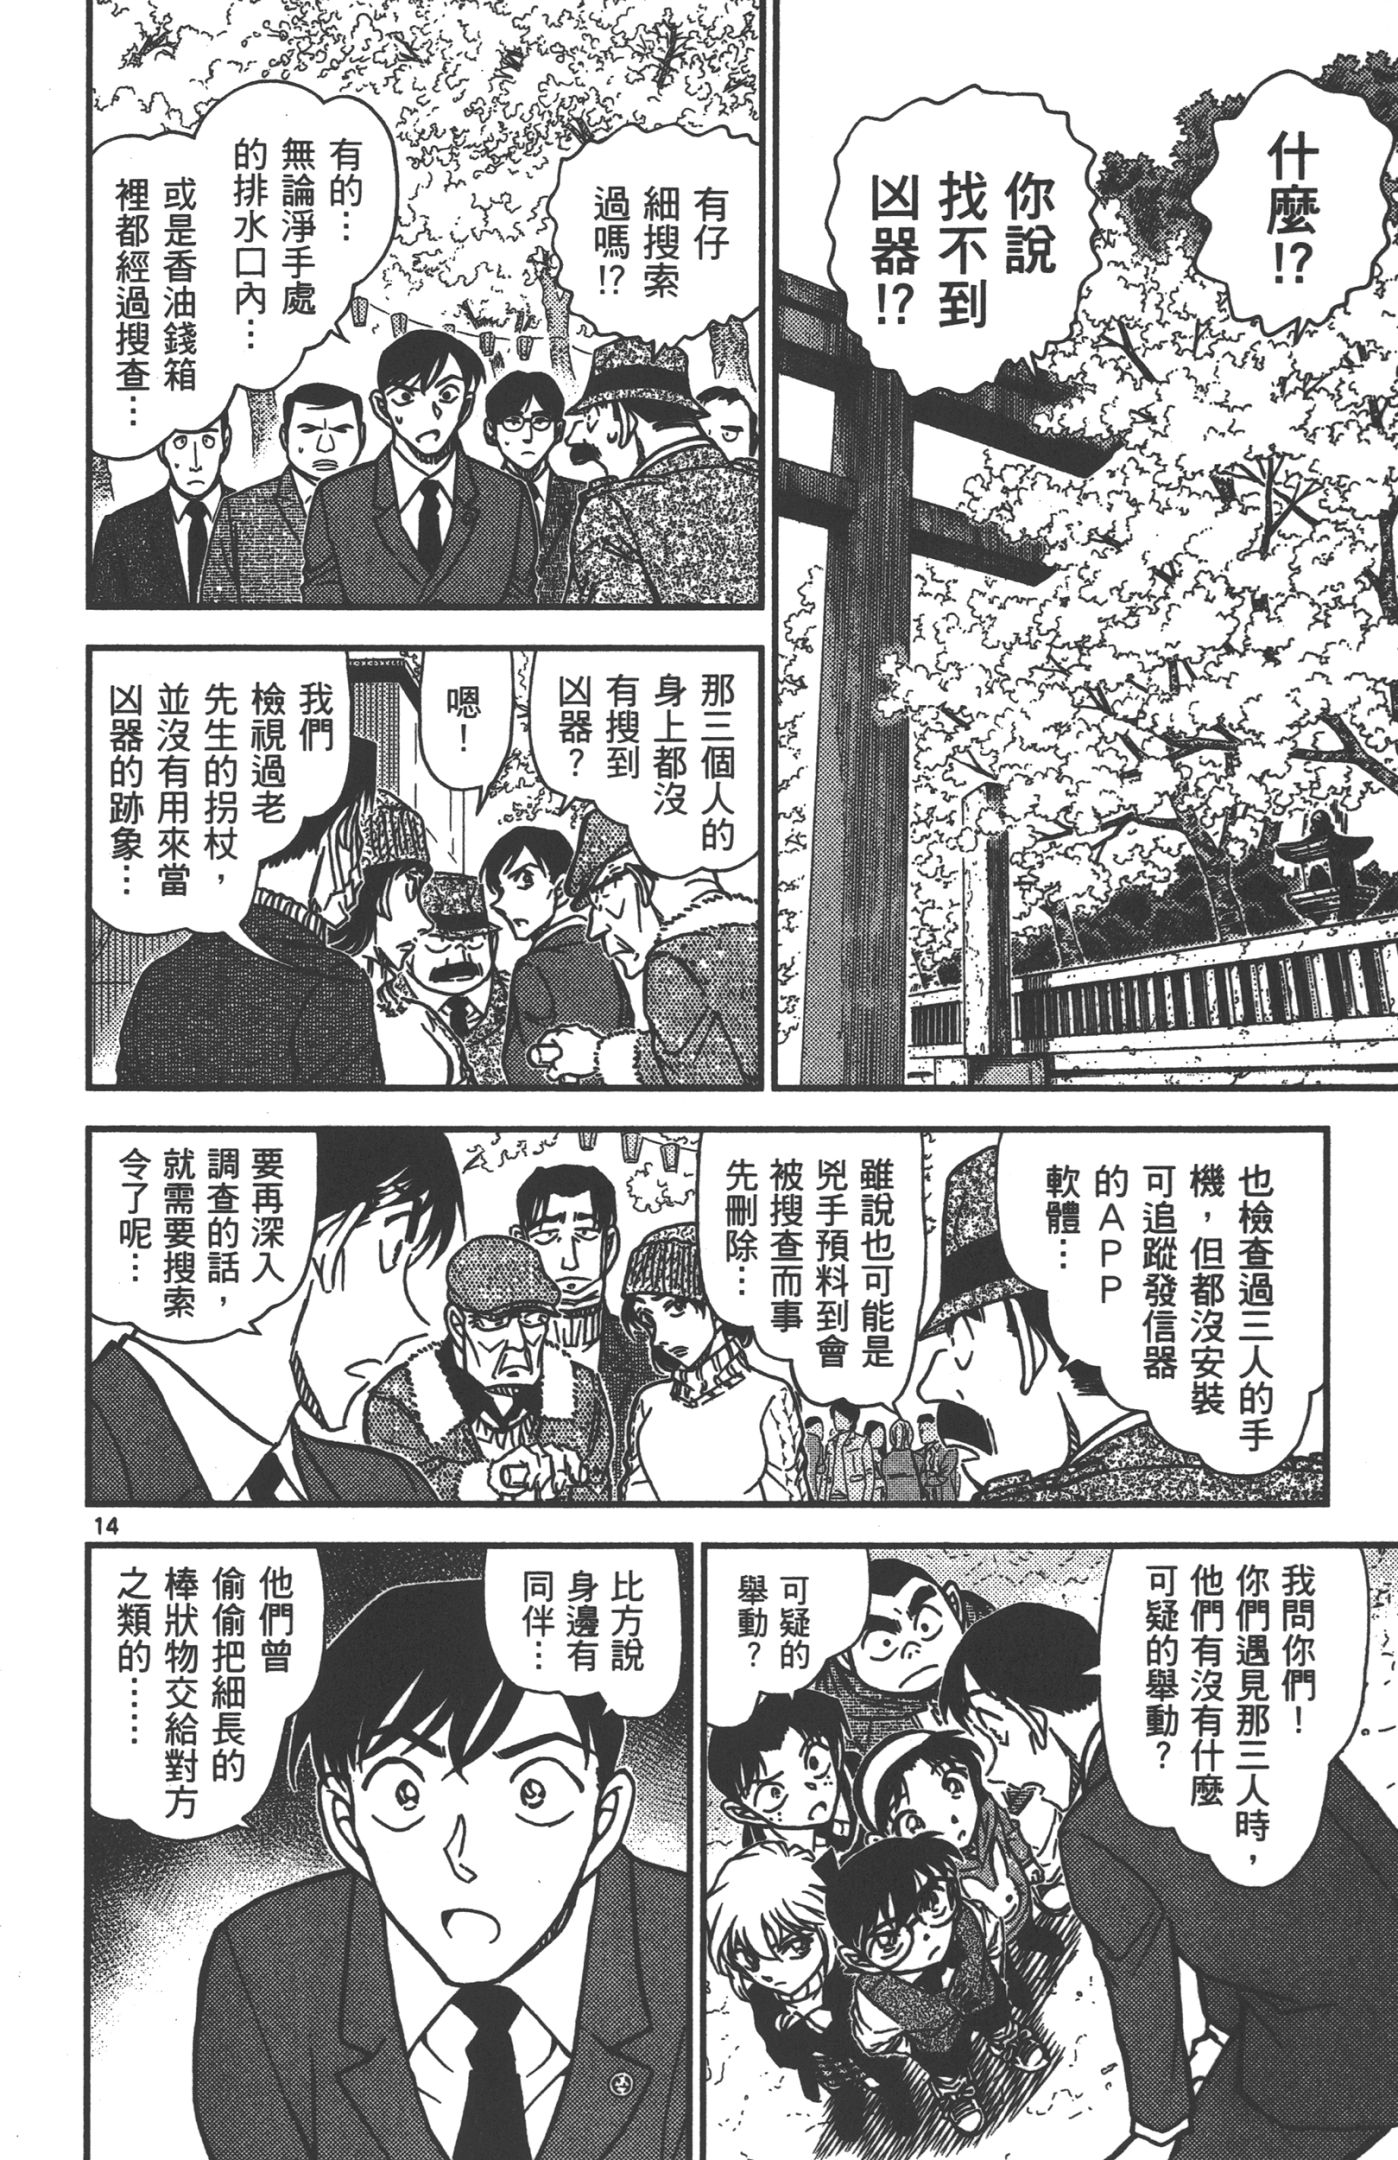 什麼!?
你說
找不到
凶器!?
有仔
細搜索
過嗎!?
有的…
無論淨手處
的排水口內…
或是香油錢箱
裡都經過搜查…
那三個人的
身上都沒
有搜到
凶器？
嗯！
我們
檢視過老
先生的拐杖，
並沒有用來當
凶器的跡象…
也檢查過三人的手
機，但都沒安裝
可追蹤發信器
的APP
軟體…
雖說也可能是
兇手預料到會
被搜查而事
先刪除…
要再深入
調查的話，
就需要搜索
令了呢…
14
我問你們！
你們遇見那三人時，
他們有沒有什麼
可疑的舉動？
可疑的
舉動？
比方說
身邊有
同伴…
他們曾
偷偷把細長的
棒狀物交給對方
之類的……